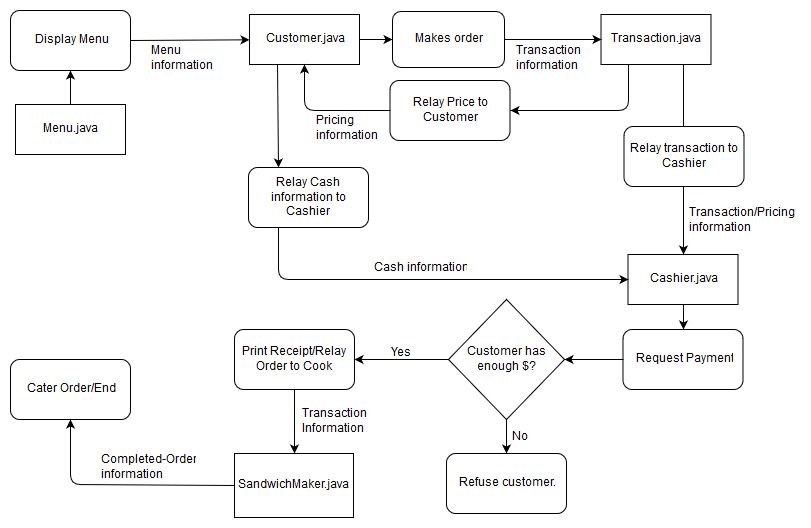 Display Menu
Menu
information
Customer.java
Makes order
Transaction
information
Transaction.java
Menu.java
Pricing
information
Relay Price to
Customer
Relay transaction to
Cashier
Relay Cash
information to
Cashier
Transaction/Pricing
information
Cash information
Cashier.java
Print Receipt/Relay
Order to Cook
Yes
Customer has
enough $?
Request Payment
Cater Order/End
Transaction
Information
No
Completed-Order
information
SandwichMaker.java
Refuse customer.